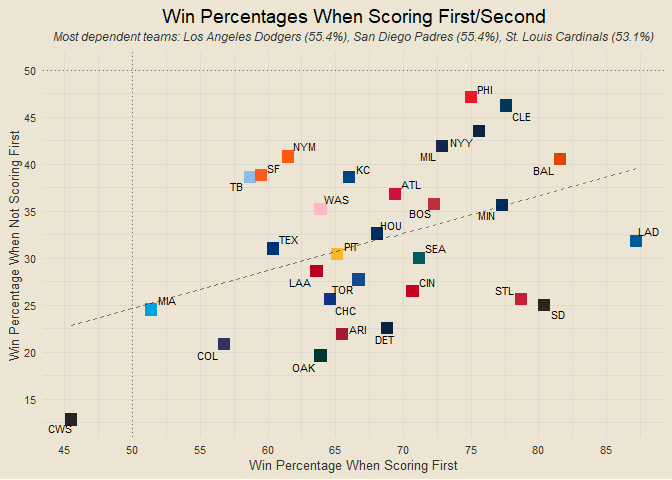 Win Percentages When Scoring First/Second
Most dependent teams: Los Angeles Dodgers (55.4%), San Diego Padres (55.4%), St. Louis Cardinals (53.1%)
50
PHI
CLE
45
NYM
MIL
NYY
40
SF
KC
BAL
TB
ATL
WAS
BOS
35
MIN
HOU
LAD
TEX
PIT
SEA
30
LAA
CIN
TOR
STL
MIA
25
CHC
SD
ARI
DET
COL
20
OAK
15
CWS
Win Percentage When Not Scoring First
45
50
55
60
65
70
75
80
85
Win Percentage When Scoring First